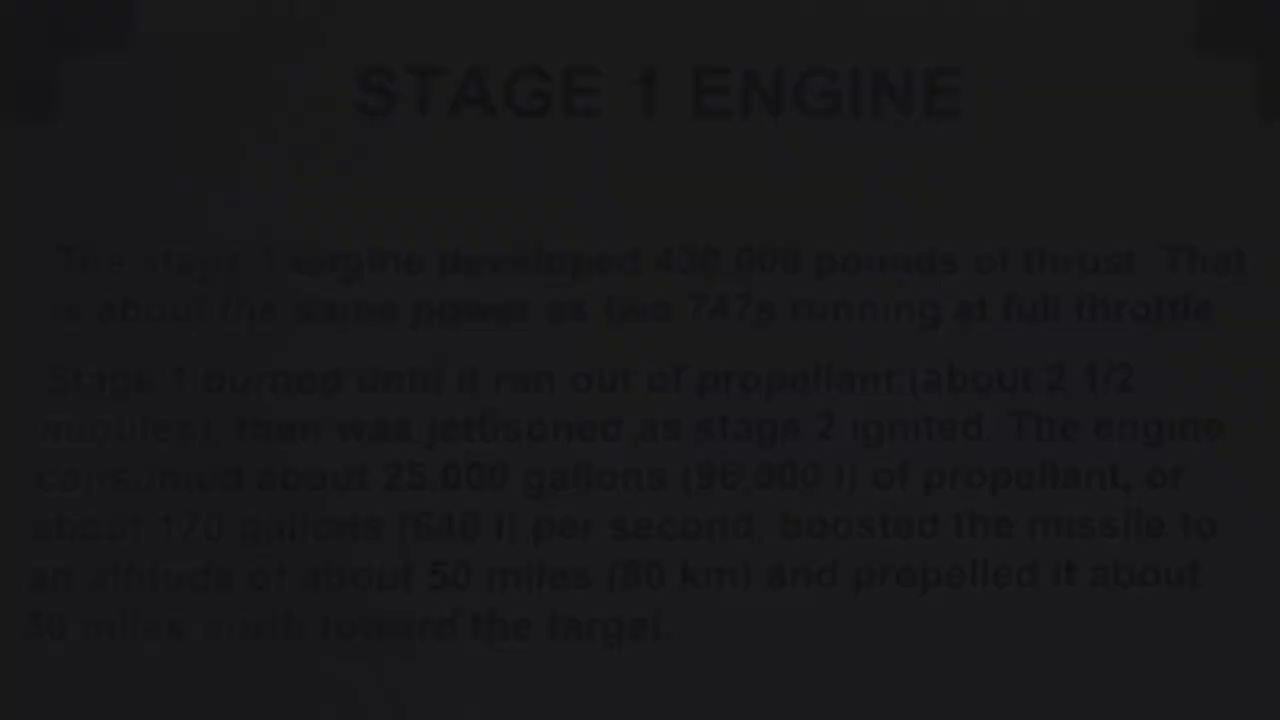 STAGE 1 ENGINE
The stage 1 engine developed 430,000 pounds of thrust. That
is about the same power as two 747s running at full throttle
Stage 1 burned until it ran out of propellant (about 2 1/2
minutes), then was jettisoned as stage 2 ignited. The engine
consumed about 25,000 gallons (96,000 l) of propellant, or
about 170 gallons (640 l) per second, boosted the missile to
an altitude of about 50 miles (80 km) and propelled it about
miles north toward the target.